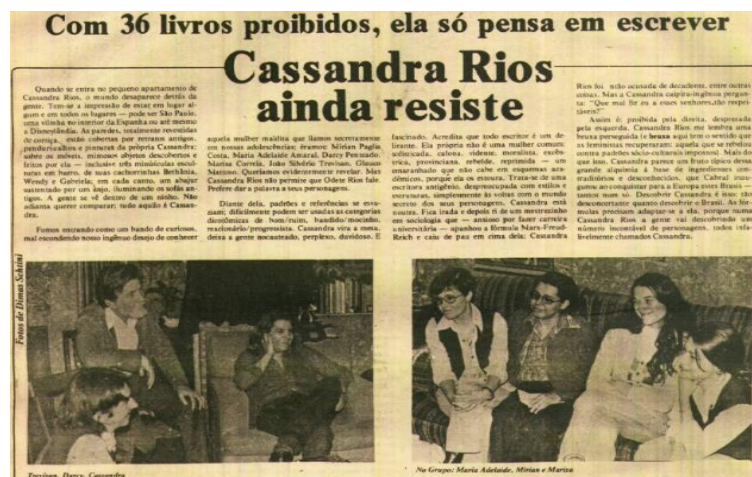 Com 36 livros proibidos, ela só pensa em escrever
Cassandra Rios
ainda resiste
Quando se entra no pequeno apartamento de
Cassandra Rios, o mundo desaparece detrás da
gente. Tem-se a impressão de estar em lugar al-
gum e em todos os lugares — pode ser São Paulo,
uma vilinha no interior da Espanha ou até mesmo
a Disneylândia. As paredes, totalmente revestidas
de cortiça, estão cobertas por retratos antigos,
penduricalhos e pinturas da própria Cassandra;
sobre os móveis, mimosos objetos descobertos e
feitos por ela — inclusive três minúsculas escul-
turas em barro, de suas cachorrinhas Bethânia,
Wendy e Gabriela; em cada canto, um abajur
sustentado por um anjo, iluminando os sofás an-
tigos. A gente se vê dentro de um ninho. Não
adianta querer comparar; tudo aquilo é Cassan-
dra.
Fomos entrando como um bando de curiosos,
mal escondendo nosso ingênuo desejo de conhecer
aquela mulher maldita que líamos secretamente
em nossas adolescências; éramos: Mirian Paglia
Costa, Maria Adelaide Amaral, Darcy Penteado,
Mariza Correia, João Silvério Trevisan, Glauco
Mattoso. Queríamos evidentemente revelar. Mas
Cassandra Rios não permite que Odete Rios fale.
Prefere dar a palavra a seus personagens.
Diante dela, padrões e referências se es-
vaziam; dificilmente podem ser usadas as categorias
dicotômicas de bom/ruim, bandido/mocinho,
reacionário/progressista. Cassandra vira a mesa,
deixa a gente nocauteado, perplexo, duvidoso. E
fascinado. Acredita que todo escritor é um de-
lirante. Ela própria não é uma mulher comum:
sofisticada, cafona, vidente, moralista, exoté-
rica, provinciana, rebelde, reprimida — um
emaranhado que não cabe em esquemas aca-
dêmicos, porque ela os mistura. Trata-se de uma
escritora antigênio, despreocupada com estilos e
estruturas, simplesmente às voltas com o mundo
secreto dos seus personagens. Cassandra está
noutra. Fica irada e depois ri de um mestrezinho
em sociologia que — ansioso por fazer carreira
universitária — apanhou a fórmula Marx-Freud-
Reich e caiu de pau em cima dela: Cassandra
Rios foi não acusada de decadente, entre outras
coisas. Mas a Cassandra caipira-ingênua pergun-
ta: "Que mal fiz eu a esses senhores, tão respei-
táveis?"
Assim é: proibida pela direita, desprezada
pela esquerda. Cassandra Rios me lembra uma
bruxa perseguida (e bruxa aqui tem o sentido que
as feministas recuperaram: aquela que se rebelou
contra padrões sócio-culturais impostos). Mais do
que isso, Cassandra parece um fruto típico dessa
grande alquimia à base de ingredientes con-
traditórios e desconhecidos, que Cabral inau-
gurou ao conquistar para a Europa estes Brasis
tantos num só. Descobrir Cassandra é isso: tão
desconcertante quanto descobrir o Brasil. As fór-
mulas precisam adaptar-se a ela, porque numa
Cassandra Rios a gente vai descobrindo um
número incontável de personagens, todos infa-
livelmente chamados Cassandra.
Fotos de Dimas Schtini
Trevisan, Darcy, Cassandra
No Grupo: Maria Adelaide, Mirian e Mariza